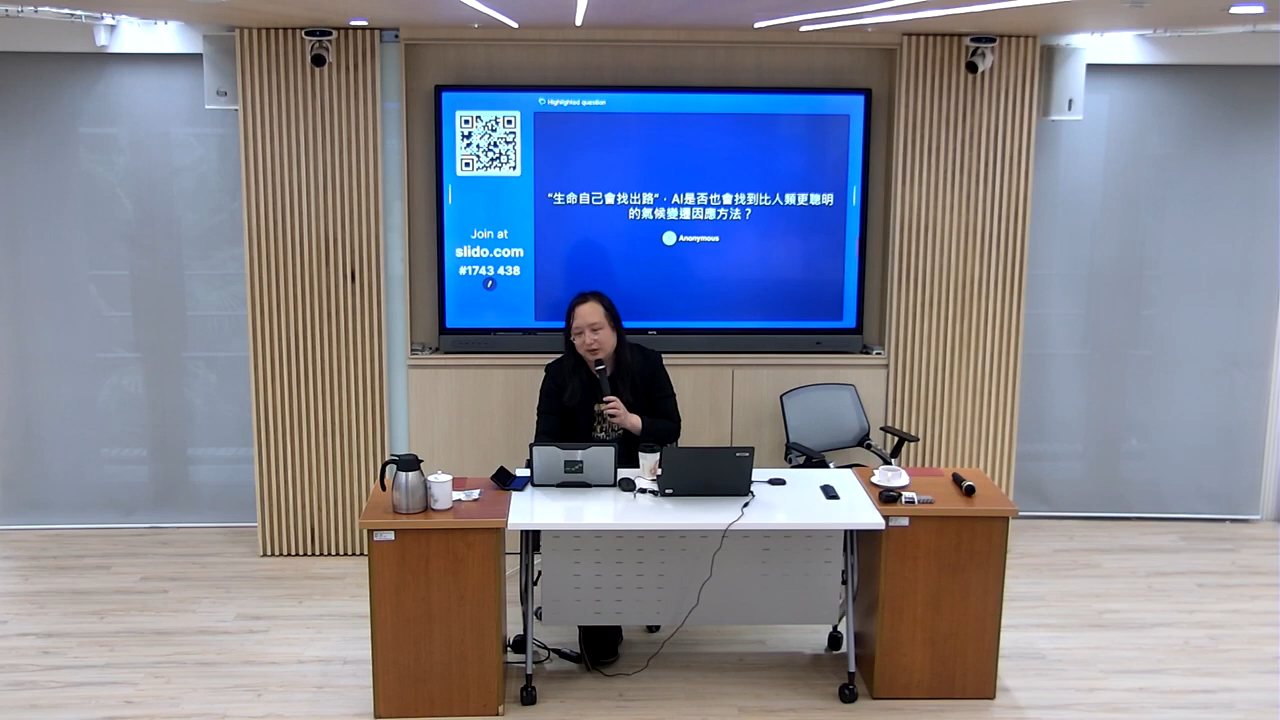 Highlighted question
"生命自己會找出路"，AI是否也會找到比人類更聰明
的氣候變遷因應方法？
Anonymous
Join at
slido.com
#1743 438